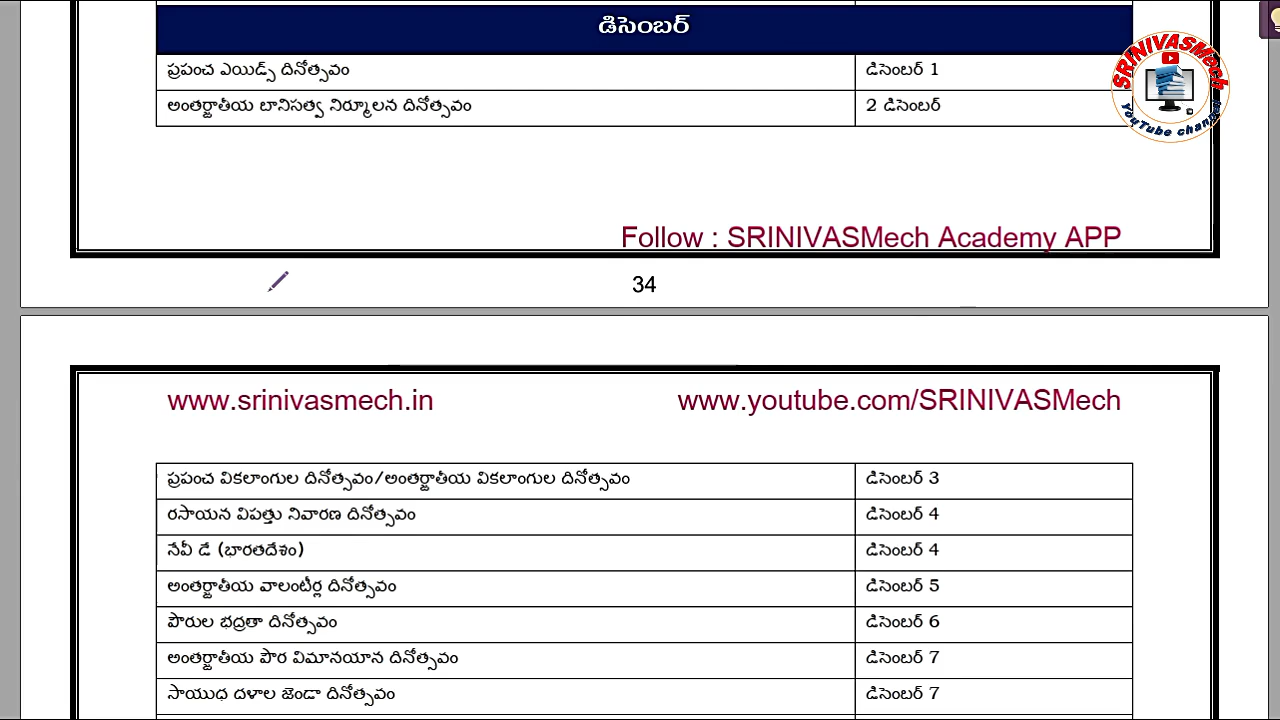 డిసెంబర్
ప్రపంచ ఎయిడ్స్ దినోత్సవం డిసెంబర్ 1
అంతర్జాతీయ బానిసత్వ నిర్మూలన దినోత్సవం 2 డిసెంబర్
SRINIVASMech
YouTube channel
Follow : SRINIVASMech Academy APP
34
www.srinivasmech.in www.youtube.com/SRINIVASMech
ప్రపంచ వికలాంగుల దినోత్సవం/అంతర్జాతీయ వికలాంగుల దినోత్సవం డిసెంబర్ 3
రసాయన విపత్తు నివారణ దినోత్సవం డిసెంబర్ 4
నేవీ డే (భారతదేశం) డిసెంబర్ 4
అంతర్జాతీయ వాలంటీర్ల దినోత్సవం డిసెంబర్ 5
పౌరుల భద్రతా దినోత్సవం డిసెంబర్ 6
అంతర్జాతీయ పౌర విమానయాన దినోత్సవం డిసెంబర్ 7
సాయుధ దళాల జెండా దినోత్సవం డిసెంబర్ 7